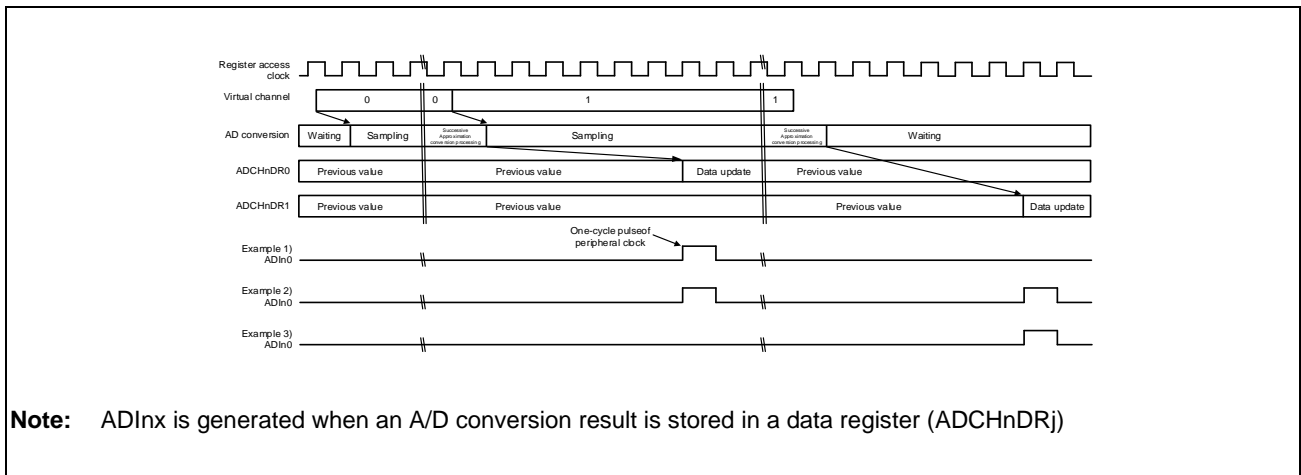 Register access
clock
Virtual channel
0
0
1
1
AD conversion
Waiting
Sampling
Successive
Approximation
conversion processing
Sampling
Successive
Approximation
conversion processing
Waiting
ADCHnDR0
Previous value
Previous value
Data update
Previous value
ADCHnDR1
Previous value
Previous value
Previous value
Data update
One-cycle pulseof
peripheral clock
Example 1)
ADIn0
Example 2)
ADIn0
Example 3)
ADIn0
Note: ADInx is generated when an A/D conversion result is stored in a data register (ADCHnDRj)